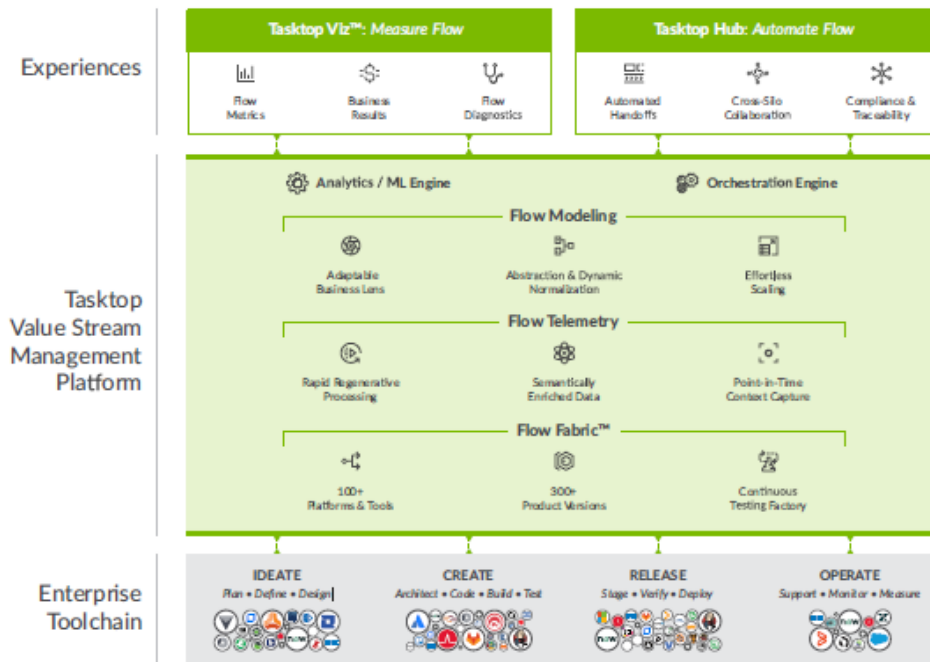 Experiences
Tasktop Viz™: Measure Flow
Flow
Metrics
Business
Results
Flow
Diagnostics
Tasktop Hub: Automate Flow
Automated
Handoffs
Cross-Silo
Collaboration
Compliance &
Traceability
Tasktop
Value Stream
Management
Platform
Analytics / ML Engine
Orchestration Engine
Flow Modeling
Adaptable
Business Lens
Abstraction & Dynamic
Normalization
Effortless
Scaling
Flow Telemetry
Rapid Regenerative
Processing
Semantically
Enriched Data
Point-in-Time
Context Capture
Flow Fabric™
100+
Platforms & Tools
300+
Product Versions
Continuous
Testing Factory
Enterprise
Toolchain
IDEATE
Plan • Define • Design
CREATE
Architect • Code • Build • Test
RELEASE
Stage • Verify • Deploy
OPERATE
Support • Monitor • Measure
now
now
now
now